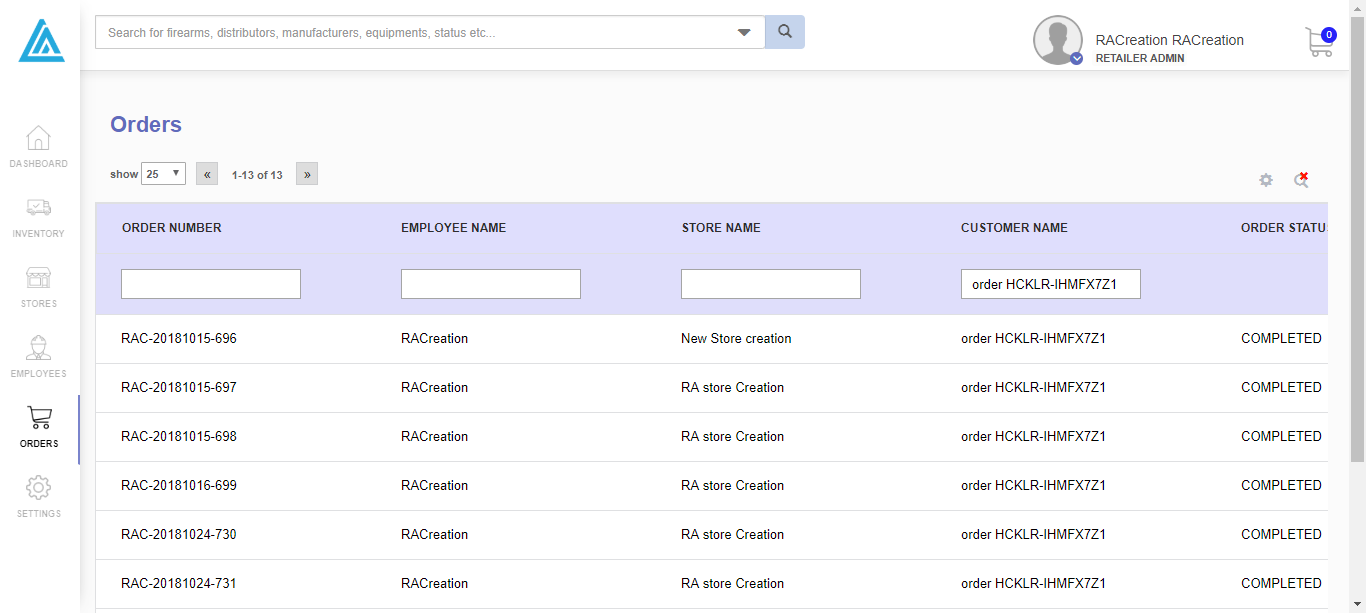 Search for firearms, distributors, manufacturers, equipments, status etc...
RACreation RACreation
RETAILER ADMIN
0
DASHBOARD
INVENTORY
STORES
EMPLOYEES
ORDERS
SETTINGS
Orders
show 25 « 1-13 of 13 »
ORDER NUMBER EMPLOYEE NAME STORE NAME CUSTOMER NAME ORDER STATU
order HCKLR-IHMFX7Z1
RAC-20181015-696 RACreation New Store creation order HCKLR-IHMFX7Z1 COMPLETED
RAC-20181015-697 RACreation RA store Creation order HCKLR-IHMFX7Z1 COMPLETED
RAC-20181015-698 RACreation RA store Creation order HCKLR-IHMFX7Z1 COMPLETED
RAC-20181016-699 RACreation RA store Creation order HCKLR-IHMFX7Z1 COMPLETED
RAC-20181024-730 RACreation RA store Creation order HCKLR-IHMFX7Z1 COMPLETED
RAC-20181024-731 RACreation RA store Creation order HCKLR-IHMFX7Z1 COMPLETED